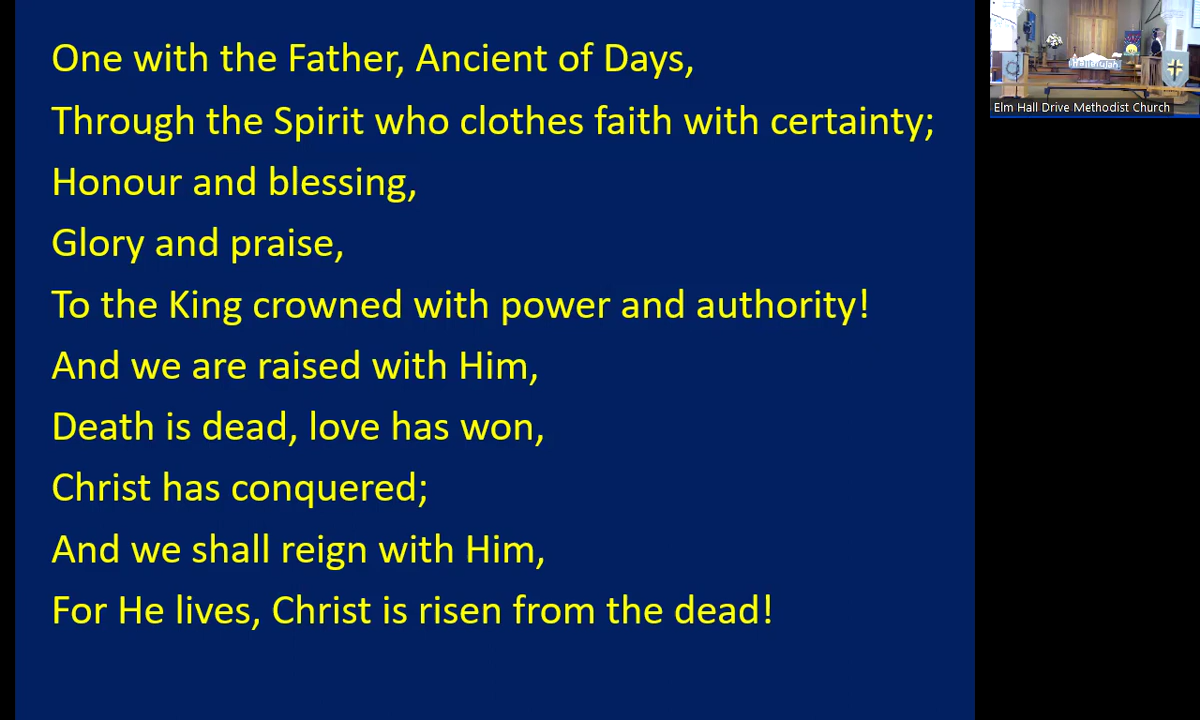 One with the Father, Ancient of Days,
Through the Spirit who clothes faith with certainty;
Honour and blessing,
Glory and praise,
To the King crowned with power and authority!
And we are raised with Him,
Death is dead, love has won,
Christ has conquered;
And we shall reign with Him,
For He lives, Christ is risen from the dead!
Elm Hall Drive Methodist Church